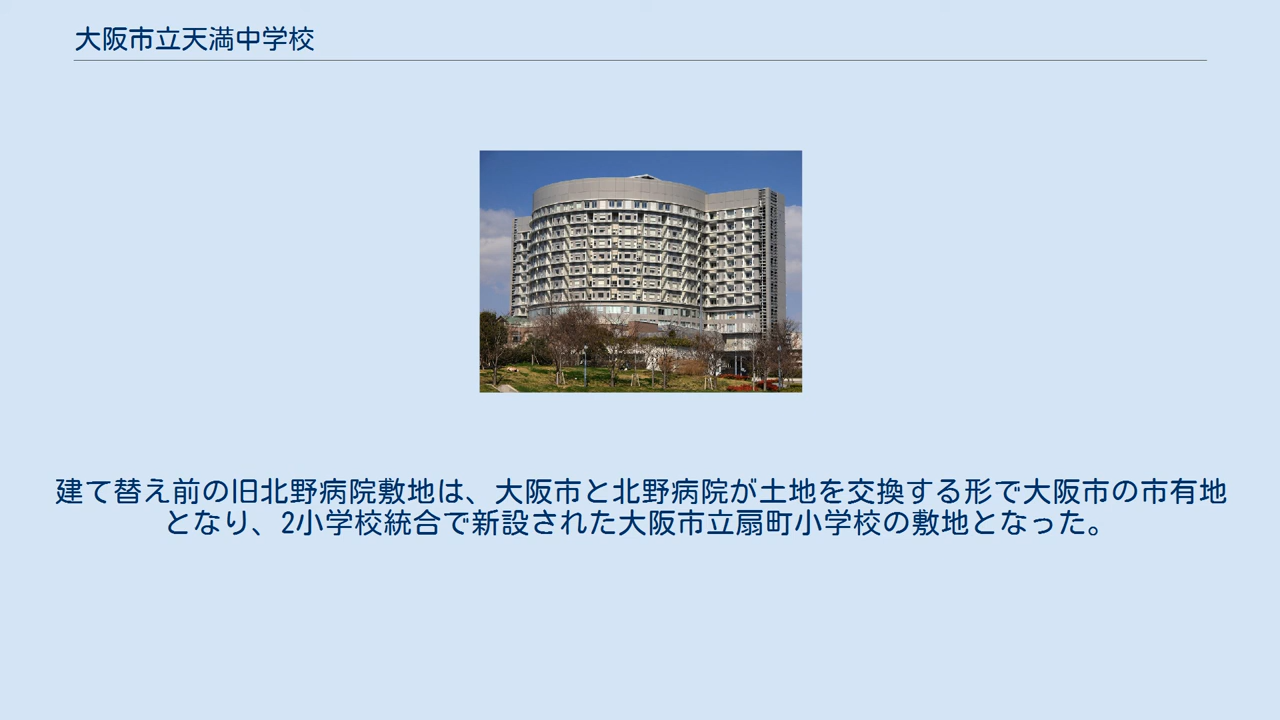 大阪市立天満中学校
建て替え前の旧北野病院敷地は、大阪市と北野病院が土地を交換する形で大阪市の市有地
となり、2小学校統合で新設された大阪市立扇町小学校の敷地となった。